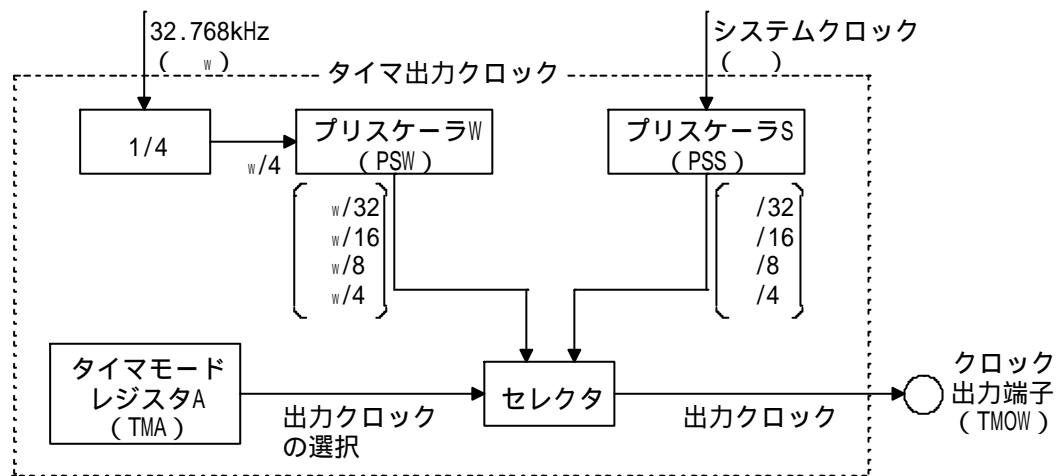 32.768kHz
( w )
システムクロック
( )
タイマ出力クロック
1/4
w/4
プリスケーラW
(PSW)
プリスケーラS
(PSS)
w/32
w/16
w/8
w/4
/32
/16
/8
/4
タイマモード
レジスタA
(TMA)
出力クロック
の選択
セレクタ
出力クロック
クロック
出力端子
(TMOW)